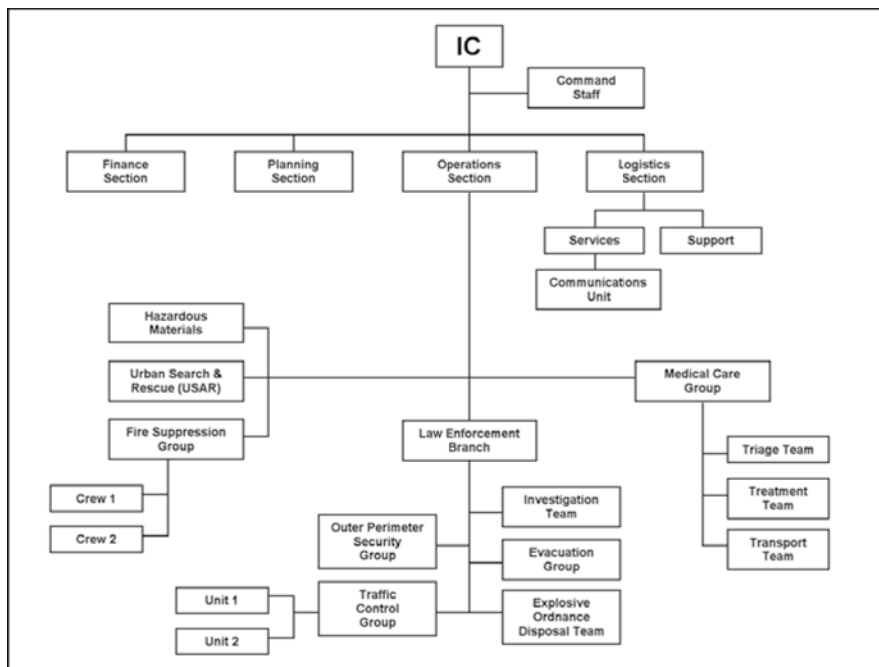 IC
Command
Staff
Finance
Section
Planning
Section
Operations
Section
Logistics
Section
Services
Support
Communications
Unit
Hazardous
Materials
Urban Search &
Rescue (USAR)
Fire Suppression
Group
Crew 1
Crew 2
Law Enforcement
Branch
Investigation
Team
Outer Perimeter
Security
Group
Evacuation
Group
Traffic
Control
Group
Unit 1
Unit 2
Explosive
Ordnance
Disposal Team
Medical Care
Group
Triage Team
Treatment
Team
Transport
Team